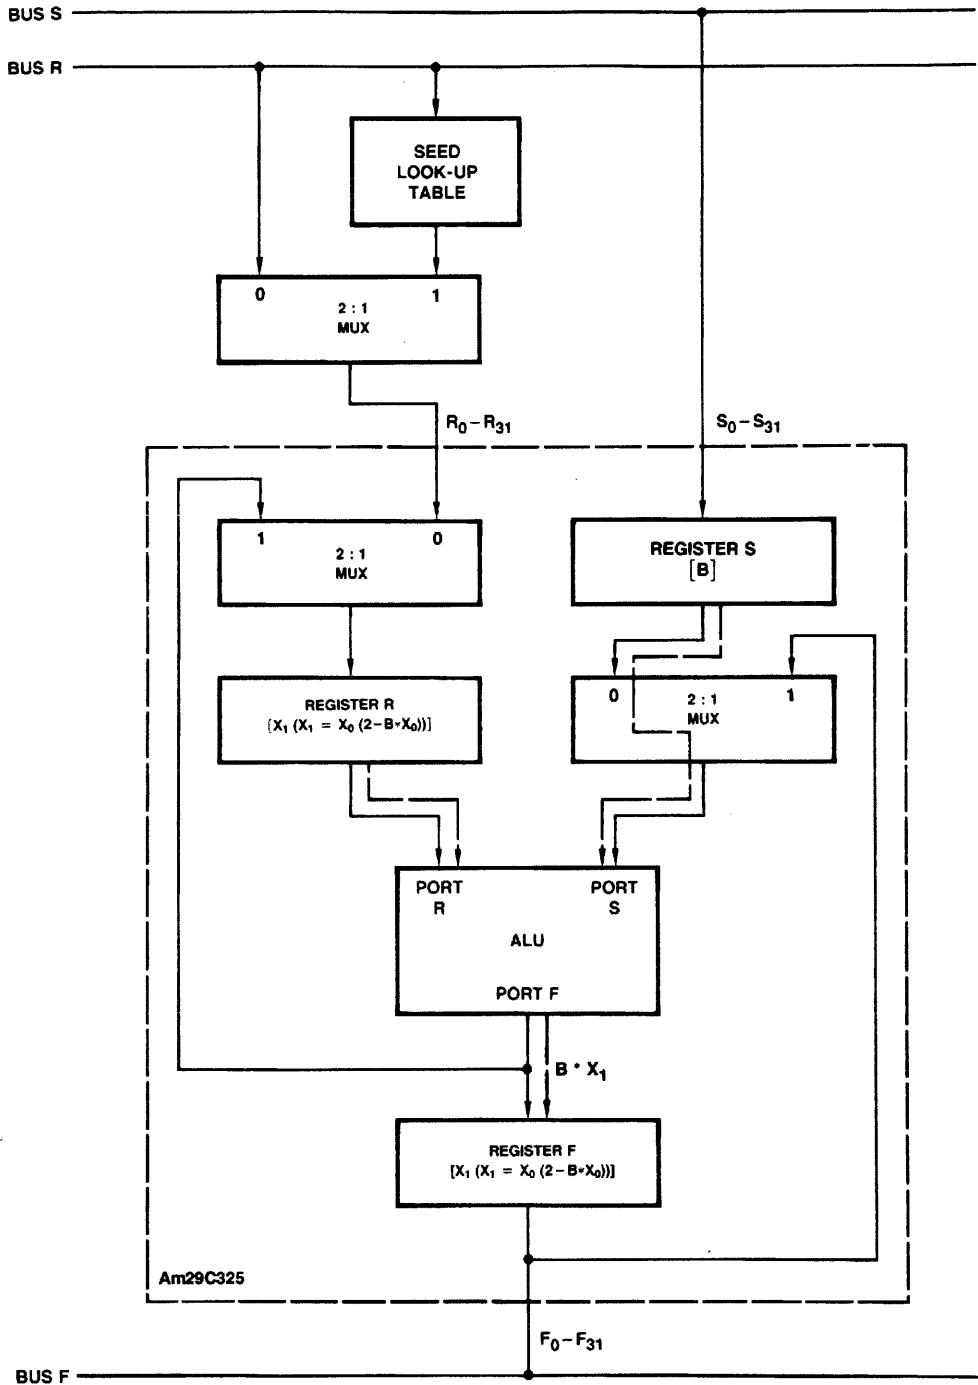 BUS S
BUS R
SEED
LOOK-UP
TABLE
0 1
2 : 1
MUX
R0–R31 S0–S31
1 0
2 : 1
MUX
REGISTER S
[B]
REGISTER R
[X1 (X1 = X0 (2–B*X0))]
0 1
2 : 1
MUX
PORT
R
PORT
S
ALU
PORT F
B * X1
REGISTER F
[X1 (X1 = X0 (2–B*X0))]
Am29C325
F0–F31
BUS F